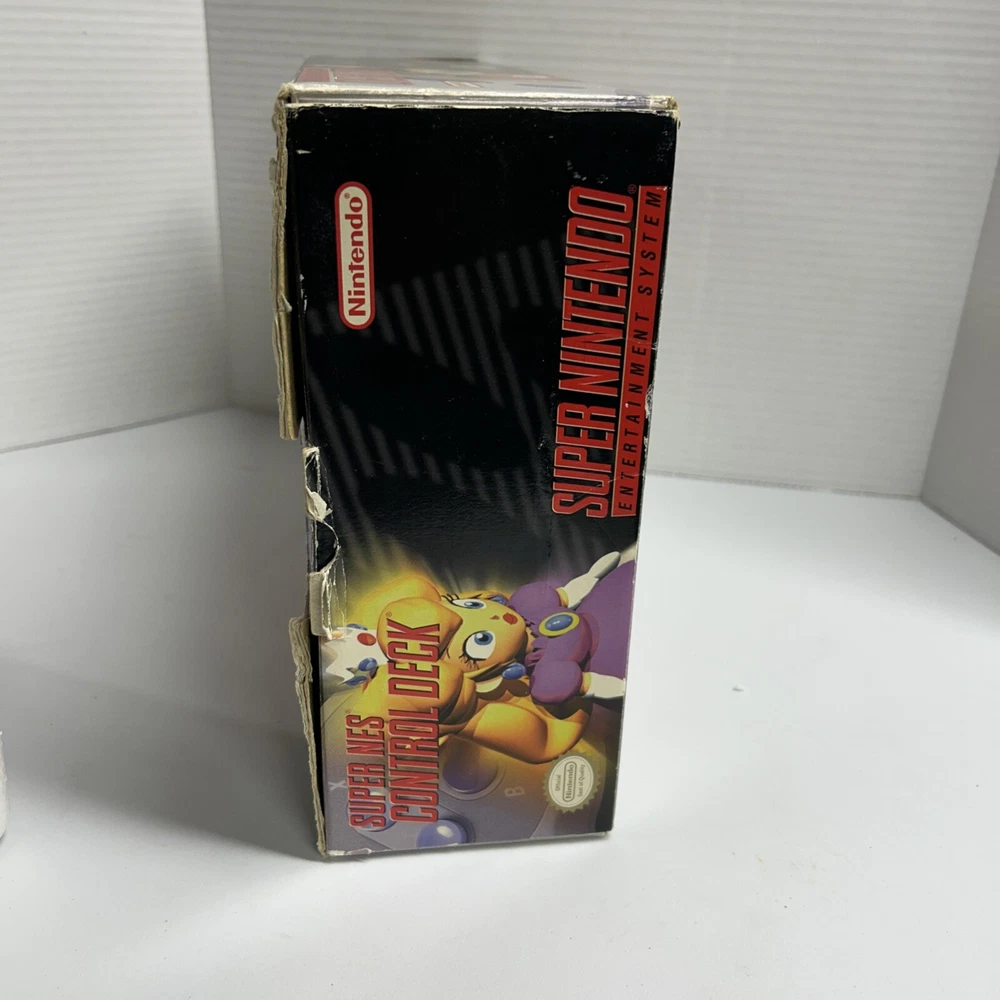 Nintendo®
SUPER NINTENDO®
ENTERTAINMENT SYSTEM
SUPER NES®
CONTROL DECK
X
B
Official
Nintendo
Seal of Quality